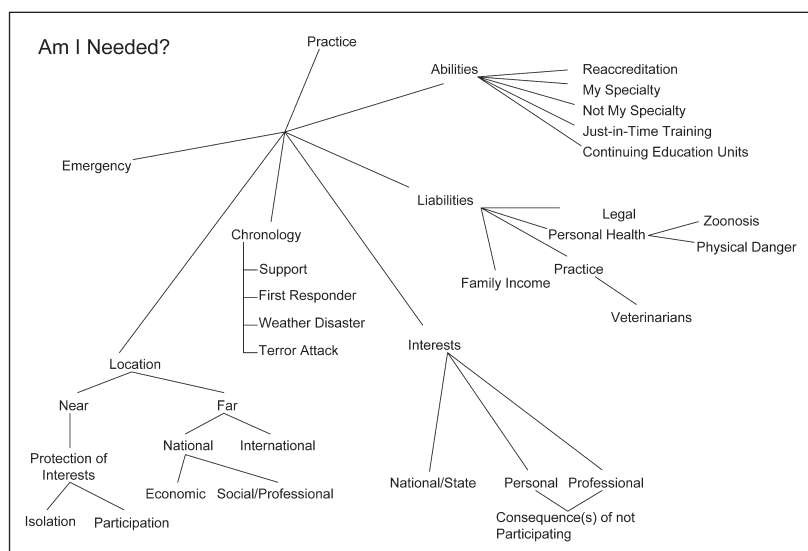 Am I Needed?
Practice
Abilities
Reaccreditation
My Specialty
Not My Specialty
Just-in-Time Training
Continuing Education Units
Emergency
Liabilities
Legal
Personal Health
Zoonosis
Physical Danger
Practice
Family Income
Veterinarians
Chronology
Support
First Responder
Weather Disaster
Terror Attack
Interests
National/State
Personal
Professional
Consequence(s) of not
Participating
Location
Near
Far
Protection of
Interests
Isolation
Participation
National
International
Economic
Social/Professional